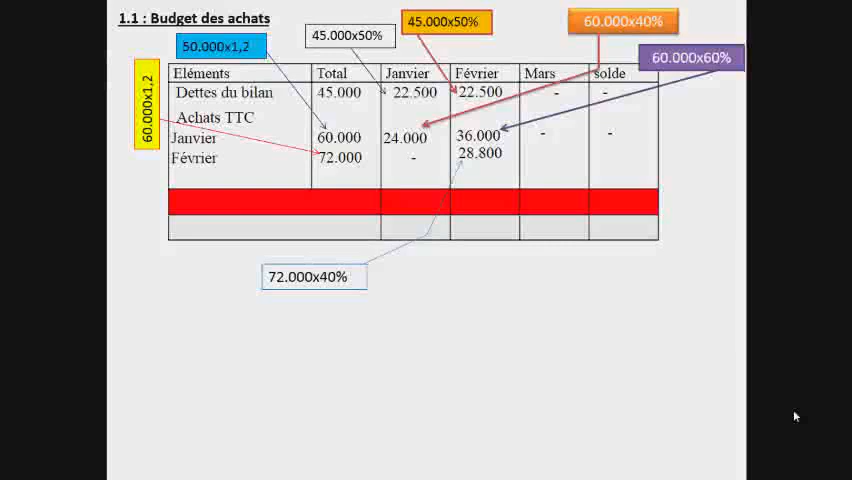 1.1 : Budget des achats
45.000x50%
60.000x40%
50.000x1,2
45.000x50%
60.000x60%
60.000x1,2
Eléments Total Janvier Février Mars solde
Dettes du bilan 45.000 22.500 22.500 - -
Achats TTC
Janvier 60.000 24.000 36.000 - -
Février 72.000 - 28.800
72.000x40%